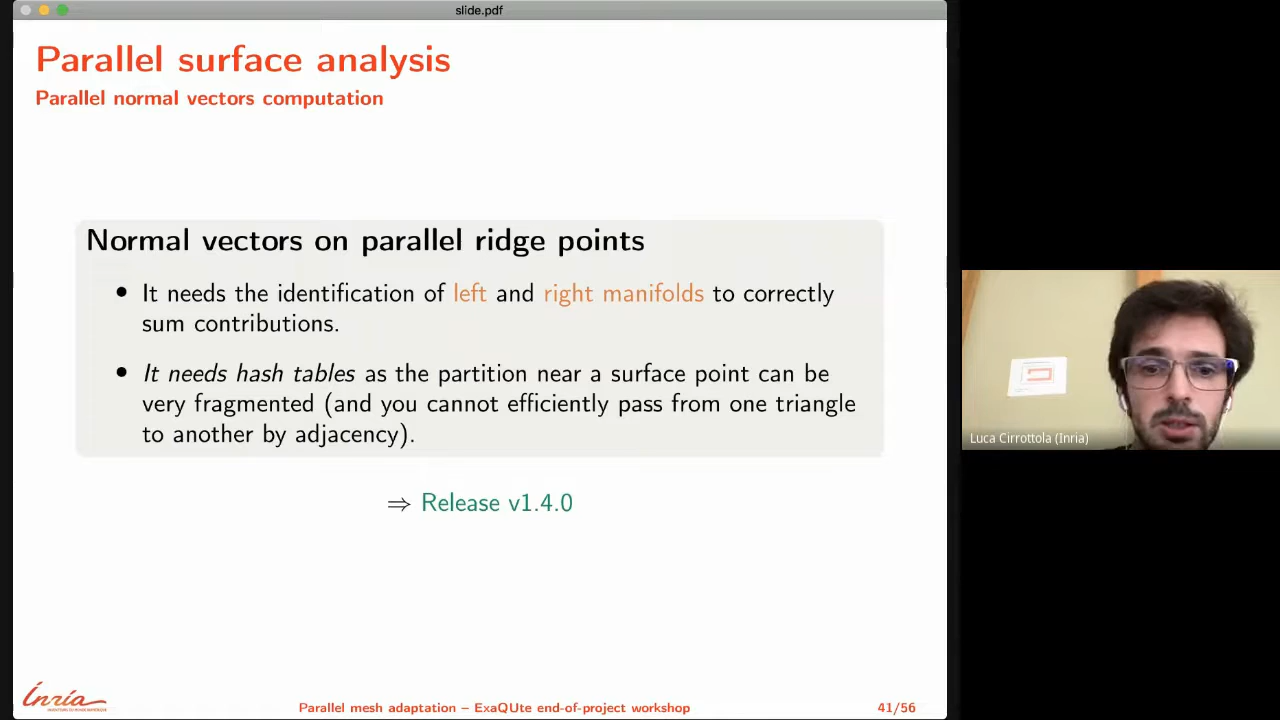 slide.pdf
Parallel surface analysis
Parallel normal vectors computation
Normal vectors on parallel ridge points
• It needs the identification of left and right manifolds to correctly
sum contributions.
• It needs hash tables as the partition near a surface point can be
very fragmented (and you cannot efficiently pass from one triangle
to another by adjacency).
⇒ Release v1.4.0
Luca Cirrottola (Inria)
Inria
Parallel mesh adaptation – ExaQUte end-of-project workshop
41/56